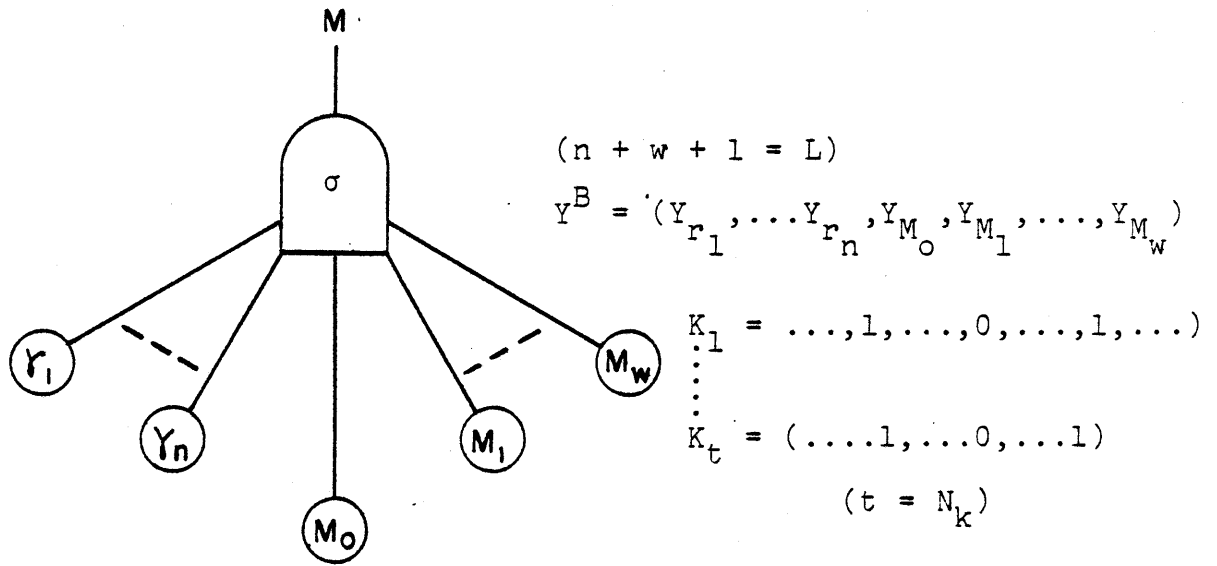 M
σ
(n + w + 1 = L)
Y^B = (Y_{r_1},...Y_{r_n},Y_{M_o},Y_{M_1},...,Y_{M_w})
K_1 = ...,1,...,0,...,1,...)
K_t = (....1,...0,...1)
(t = N_k)
γ_1
γ_n
M_0
M_1
M_w